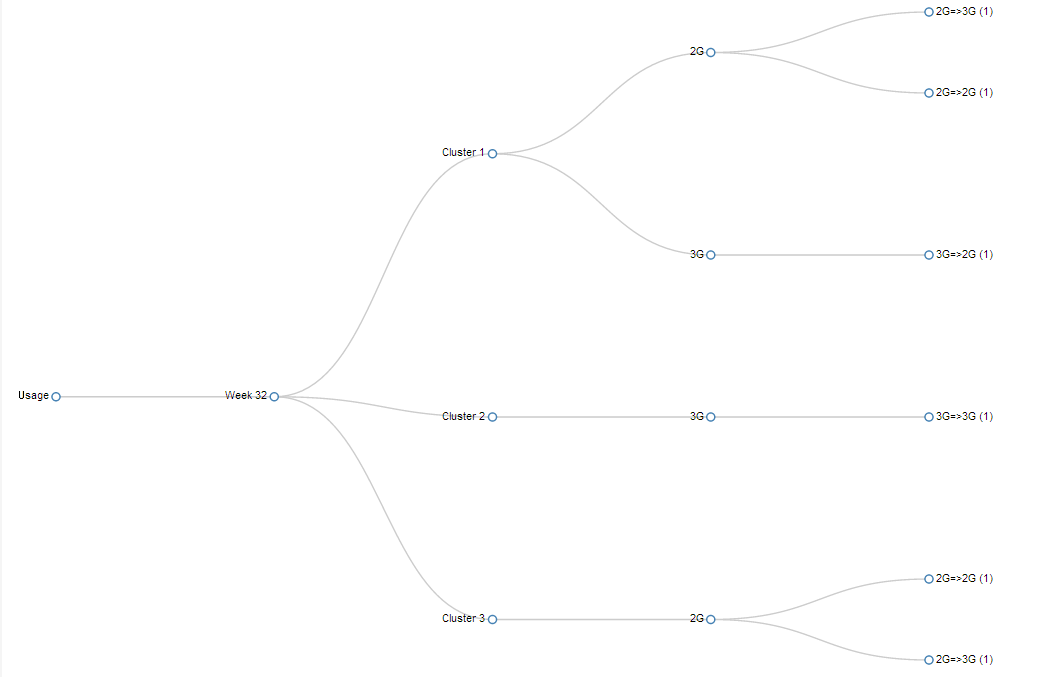 2G=>3G (1)
2G
2G=>2G (1)
Cluster 1
3G
3G=>2G (1)
Usage
Week 32
Cluster 2
3G
3G=>3G (1)
2G=>2G (1)
Cluster 3
2G
2G=>3G (1)